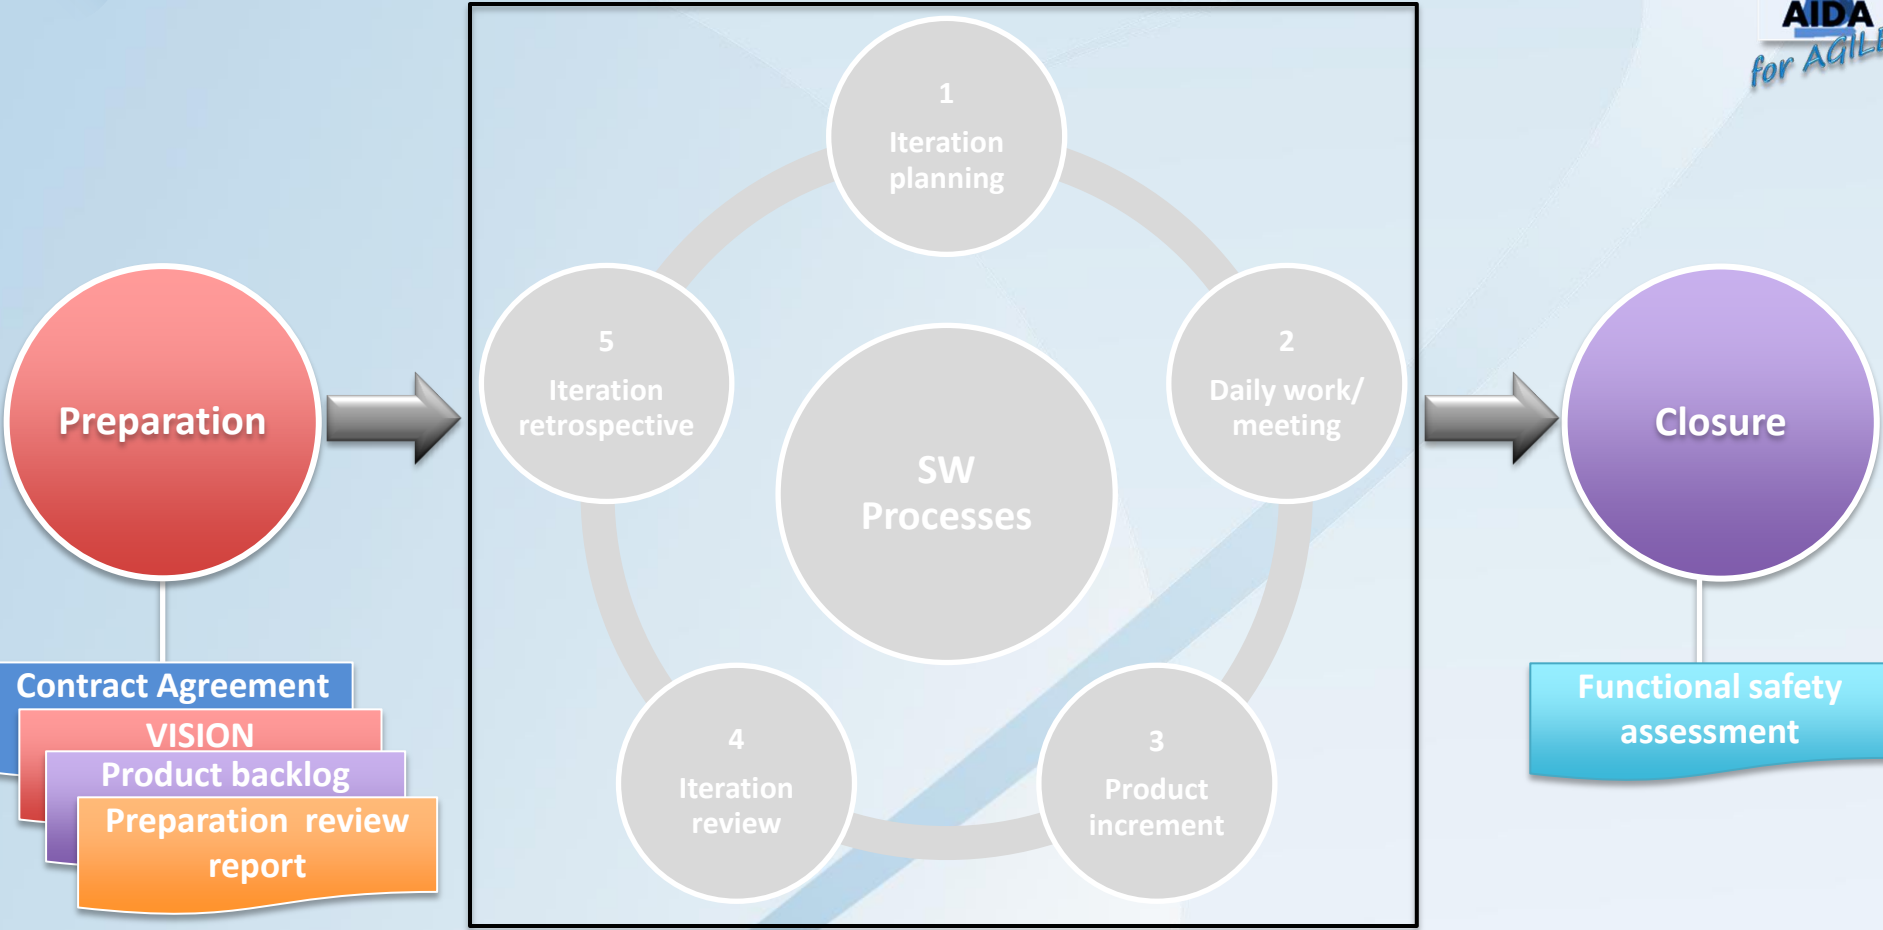 AIDA
for AGILE
1
Iteration
planning
5
Iteration
retrospective
2
Daily work/
meeting
Preparation
SW
Processes
Closure
Contract Agreement
VISION
Product backlog
Preparation review
report
4
Iteration
review
3
Product
increment
Functional safety
assessment